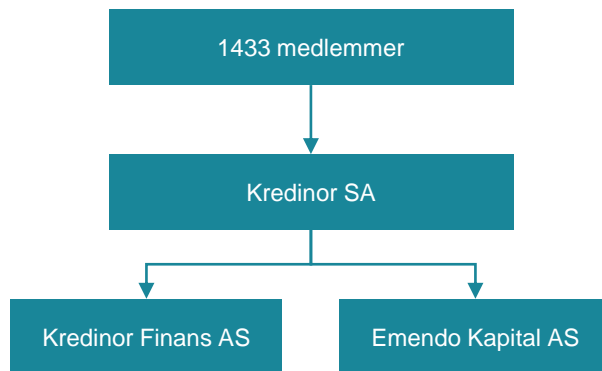 1433 medlemmer
Kredinor SA
Kredinor Finans AS
Emendo Kapital AS